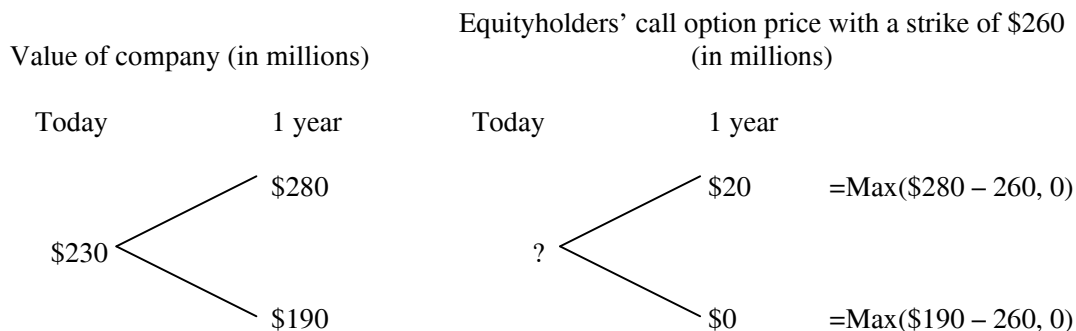 Equityholders’ call option price with a strike of $260
Value of company (in millions) (in millions)
Today 1 year Today 1 year
$280 $20 =Max($280 – 260, 0)
$230 ?
$190 $0 =Max($190 – 260, 0)